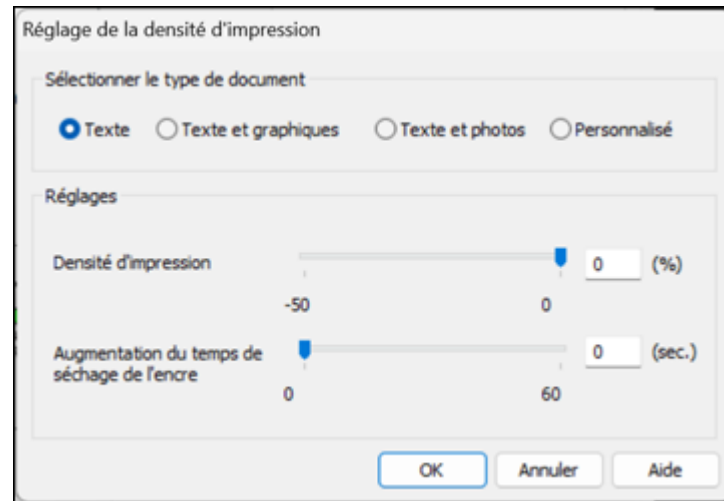 Réglage de la densité d'impression
Sélectionner le type de document
Texte Texte et graphiques Texte et photos Personnalisé
Réglages
Densité d'impression 0 (%)
-50 0
Augmentation du temps de
séchage de l'encre 0 (sec.)
0 60
OK Annuler Aide